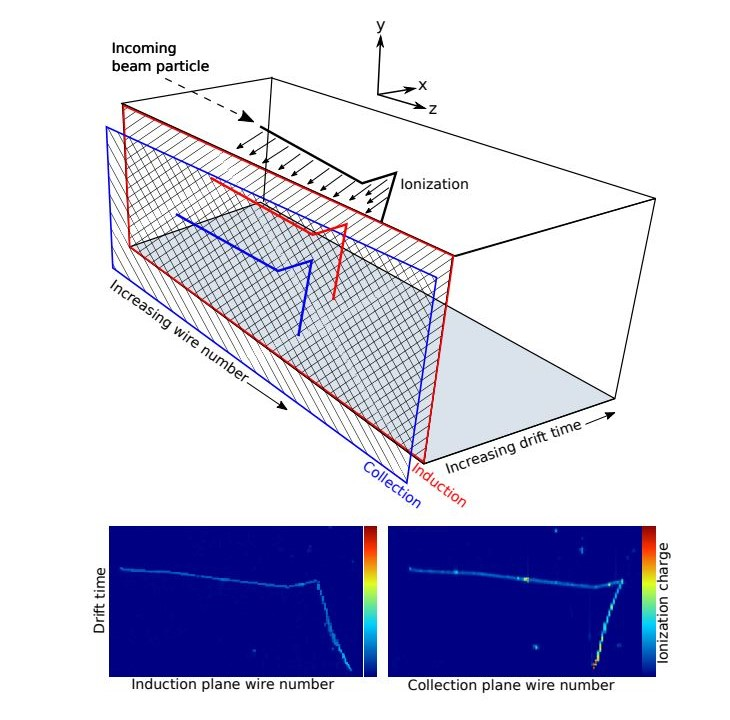 y
x
z
Incoming
beam particle
Ionization
Increasing wire number
Increasing drift time
Collection
Induction
Drift time
Ionization charge
Induction plane wire number
Collection plane wire number